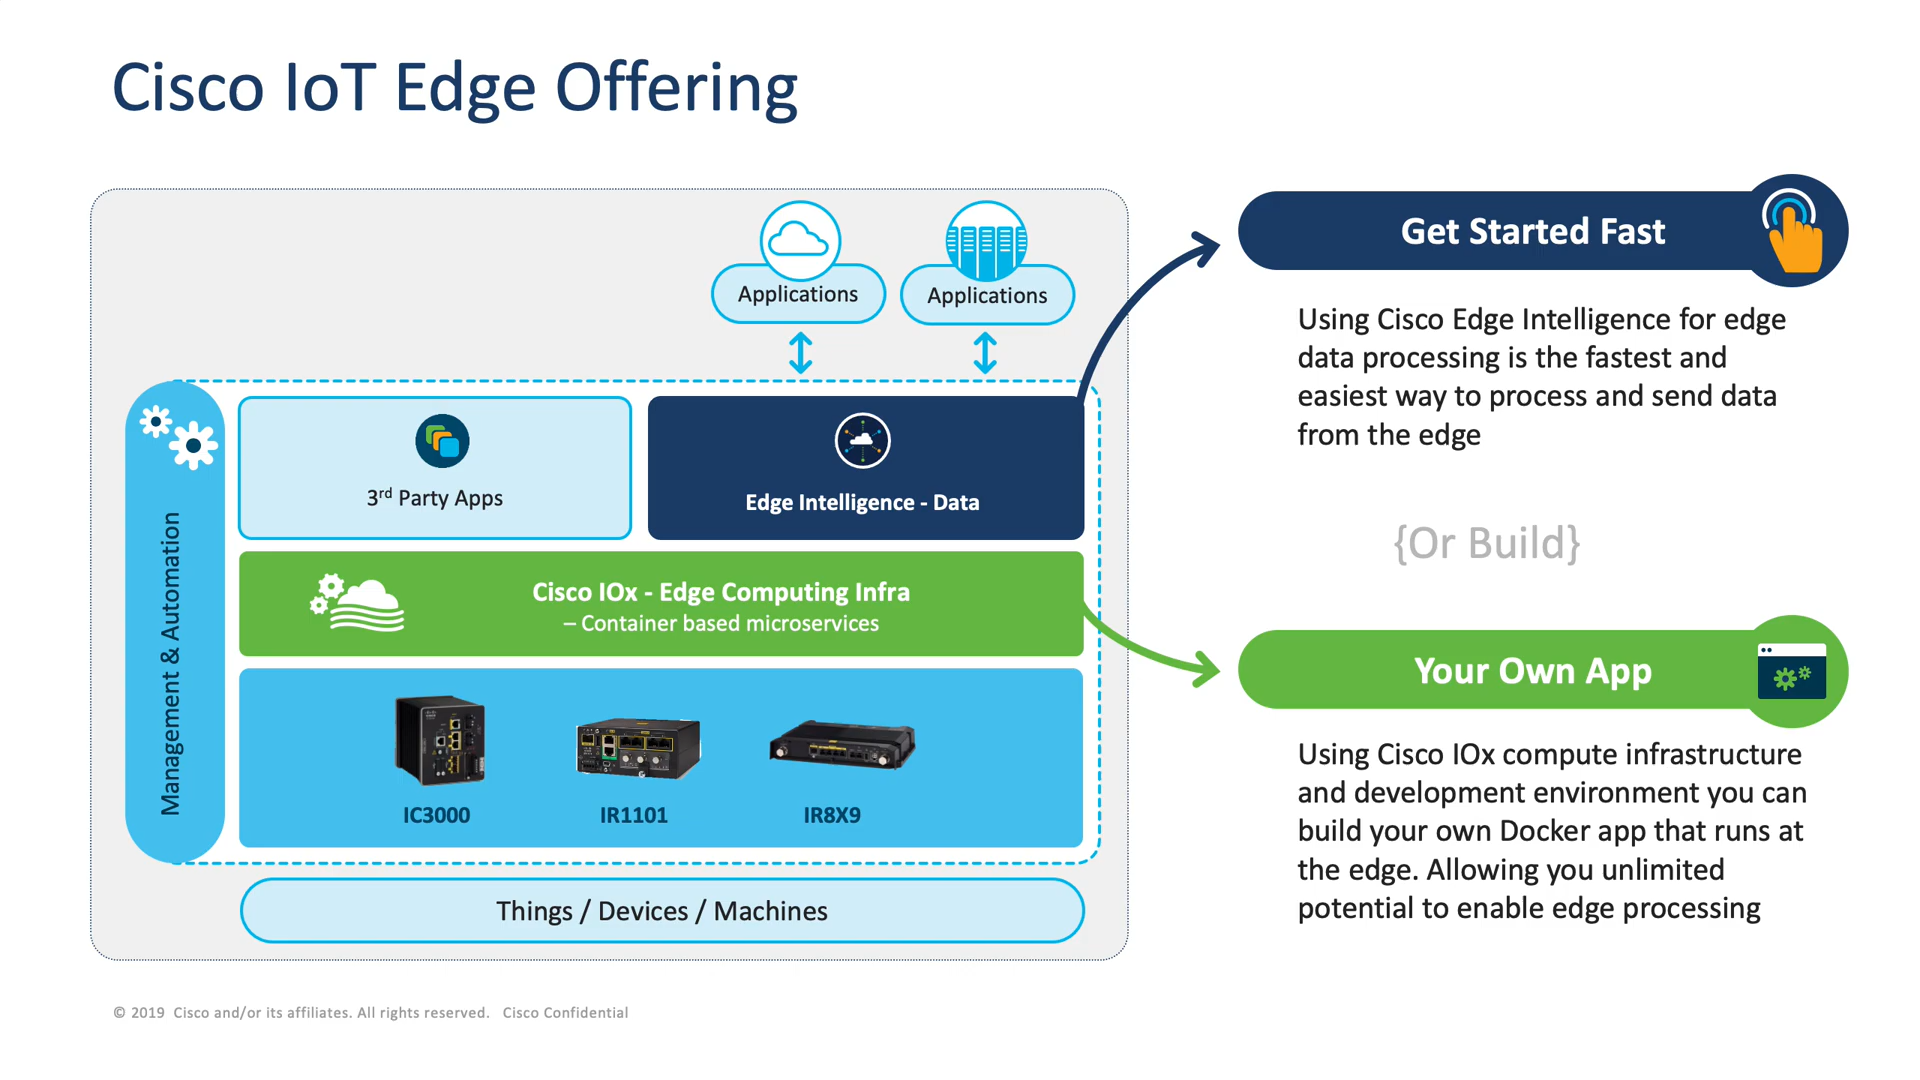 Cisco IoT Edge Offering
Applications
Applications
Management & Automation
3rd Party Apps
Edge Intelligence - Data
Cisco IOx - Edge Computing Infra
– Container based microservices
IC3000
IR1101
IR8X9
Things / Devices / Machines
Get Started Fast
Using Cisco Edge Intelligence for edge
data processing is the fastest and
easiest way to process and send data
from the edge
{Or Build}
Your Own App
Using Cisco IOx compute infrastructure
and development environment you can
build your own Docker app that runs at
the edge. Allowing you unlimited
potential to enable edge processing
© 2019 Cisco and/or its affiliates. All rights reserved. Cisco Confidential